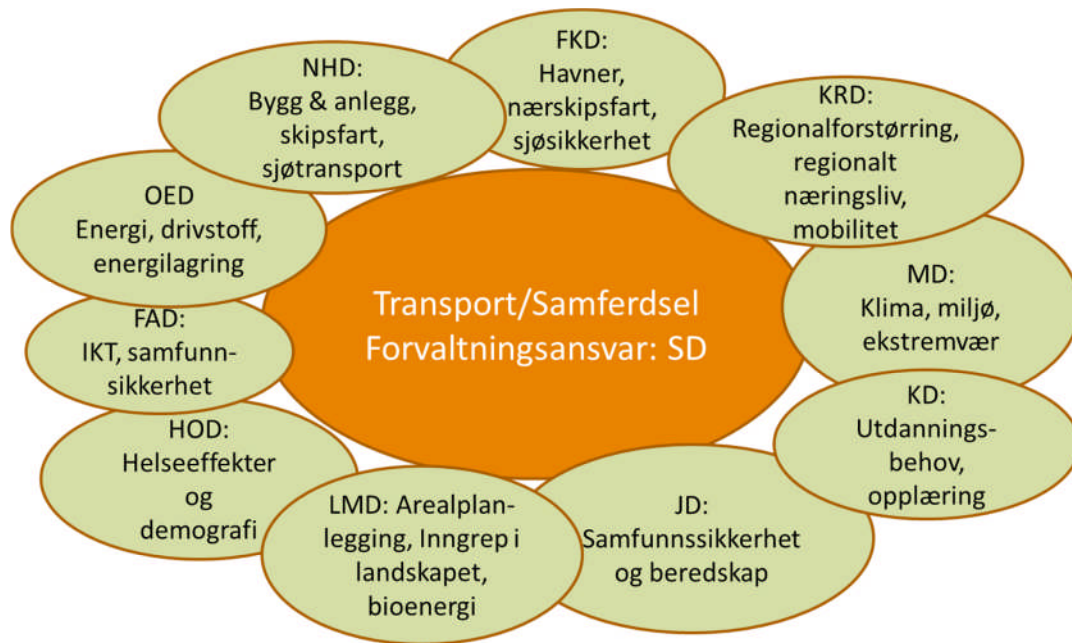 FKD:
Havner,
nærskipsfart,
sjøsikkerhet
NHD:
Bygg & anlegg,
skipsfart,
sjøtransport
KRD:
Regionalforstørring,
regionalt
næringsliv,
mobilitet
OED
Energi, drivstoff,
energilagring
MD:
Klima, miljø,
ekstremvær
Transport/Samferdsel
Forvaltningsansvar: SD
FAD:
IKT, samfunn-
sikkerhet
KD:
Utdannings-
behov,
opplæring
HOD:
Helseeffekter
og
demografi
LMD: Arealplan-
legging, Inngrep i
landskapet,
bioenergi
JD:
Samfunnssikkerhet
og beredskap